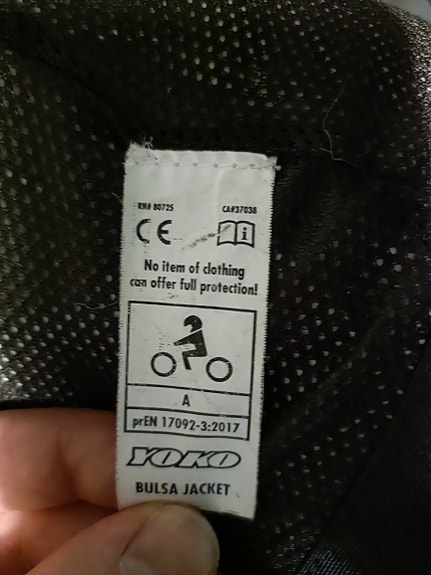 RN# 80725 CA#37038
CE i
No item of clothing
can offer full protection!
A
prEN 17092-3:2017
YOKO
BULSA JACKET